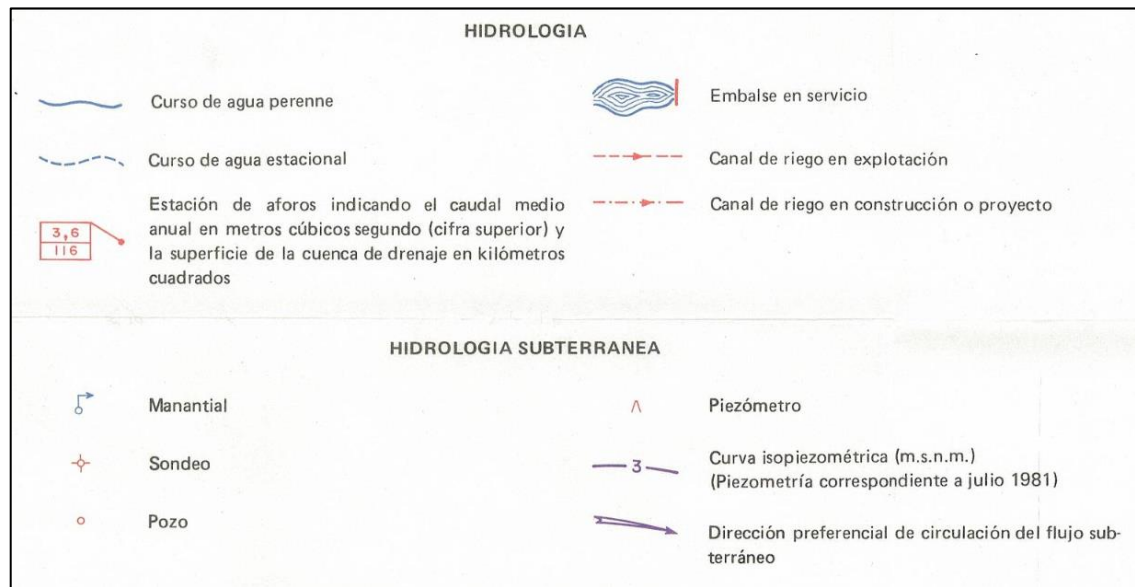 HIDROLOGIA
Curso de agua perenne
Curso de agua estacional
3,6
116
Estación de aforos indicando el caudal medio
anual en metros cúbicos segundo (cifra superior) y
la superficie de la cuenca de drenaje en kilómetros
cuadrados
Embalse en servicio
Canal de riego en explotación
Canal de riego en construcción o proyecto
HIDROLOGIA SUBTERRANEA
Manantial
Sondeo
Pozo
Piezómetro
3
Curva isopiezométrica (m.s.n.m.)
(Piezometría correspondiente a julio 1981)
Dirección preferencial de circulación del flujo sub-
terráneo